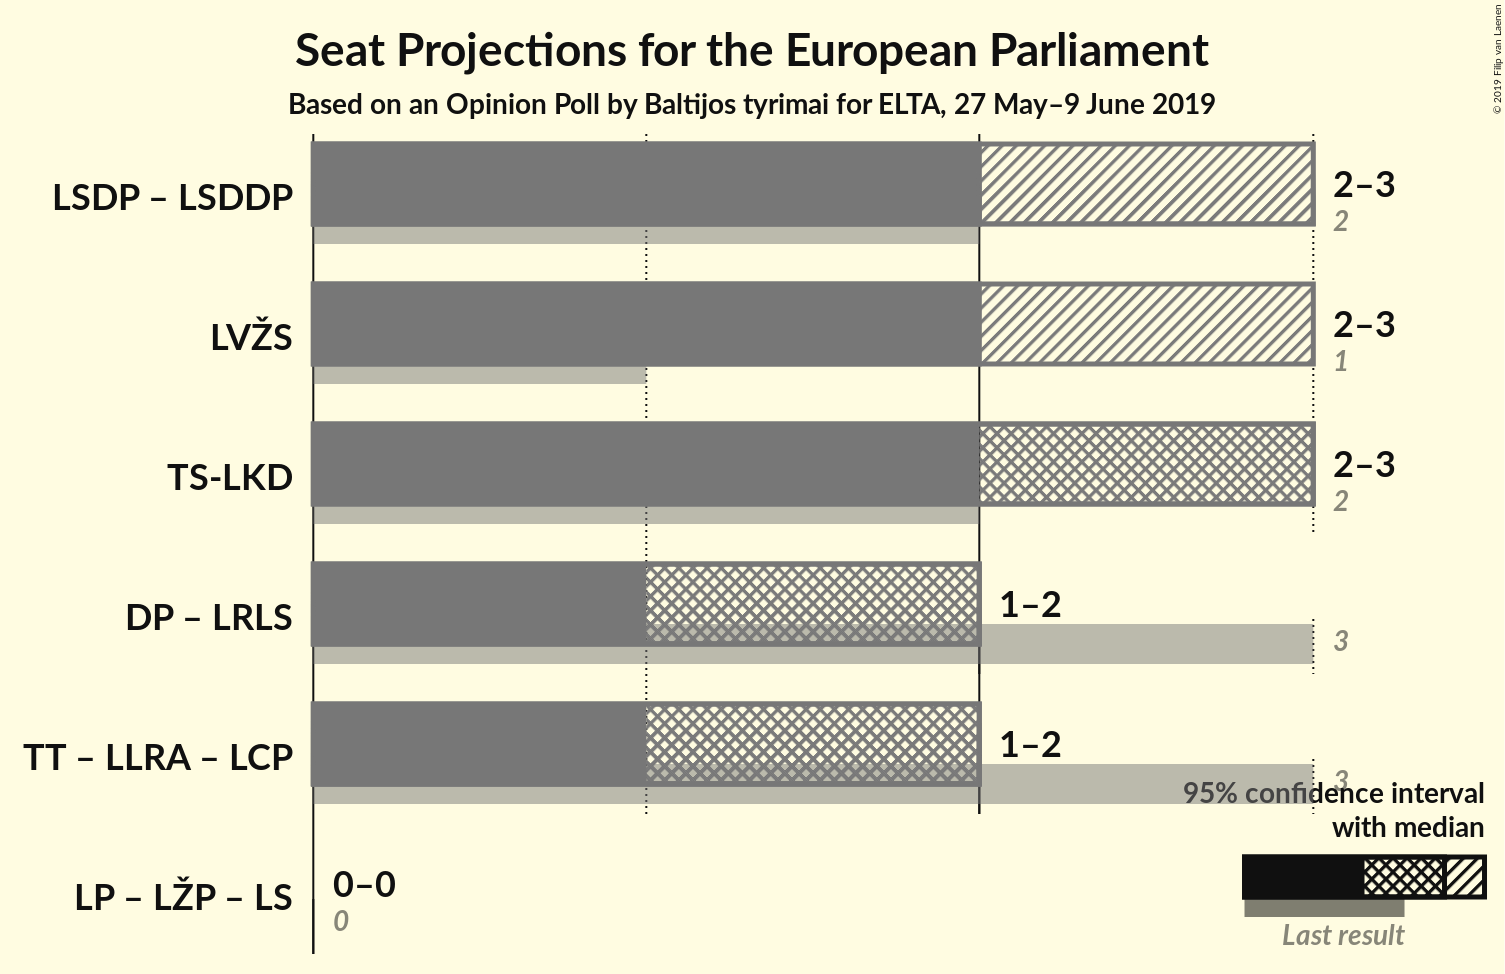 Seat Projections for the European Parliament
Based on an Opinion Poll by Baltijos tyrimai for ELTA, 27 May–9 June 2019
© 2019 Filip van Laenen
LSDP – LSDDP
2–3
2
LVŽS
2–3
1
TS-LKD
2–3
2
DP – LRLS
1–2
3
TT – LLRA – LCP
1–2
3
LP – LŽP – LS
0–0
0
95% confidence interval
with median
Last result